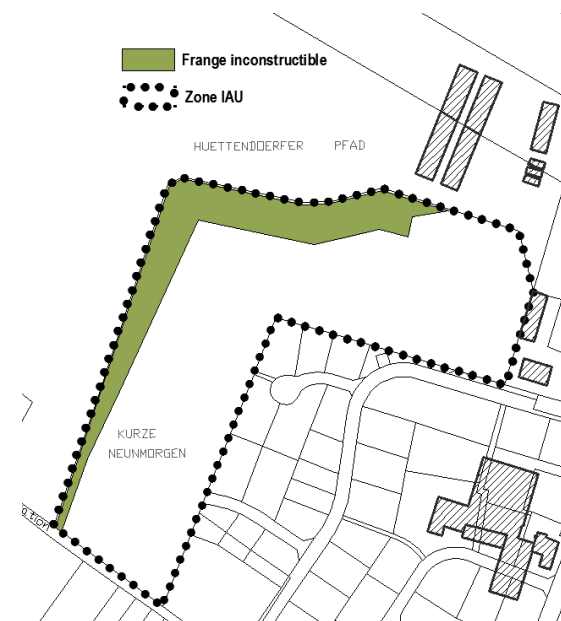 Frange inconstructible
Zone IAU
HUETTENDOERFER PFAD
KURZE
NEUNMORGEN